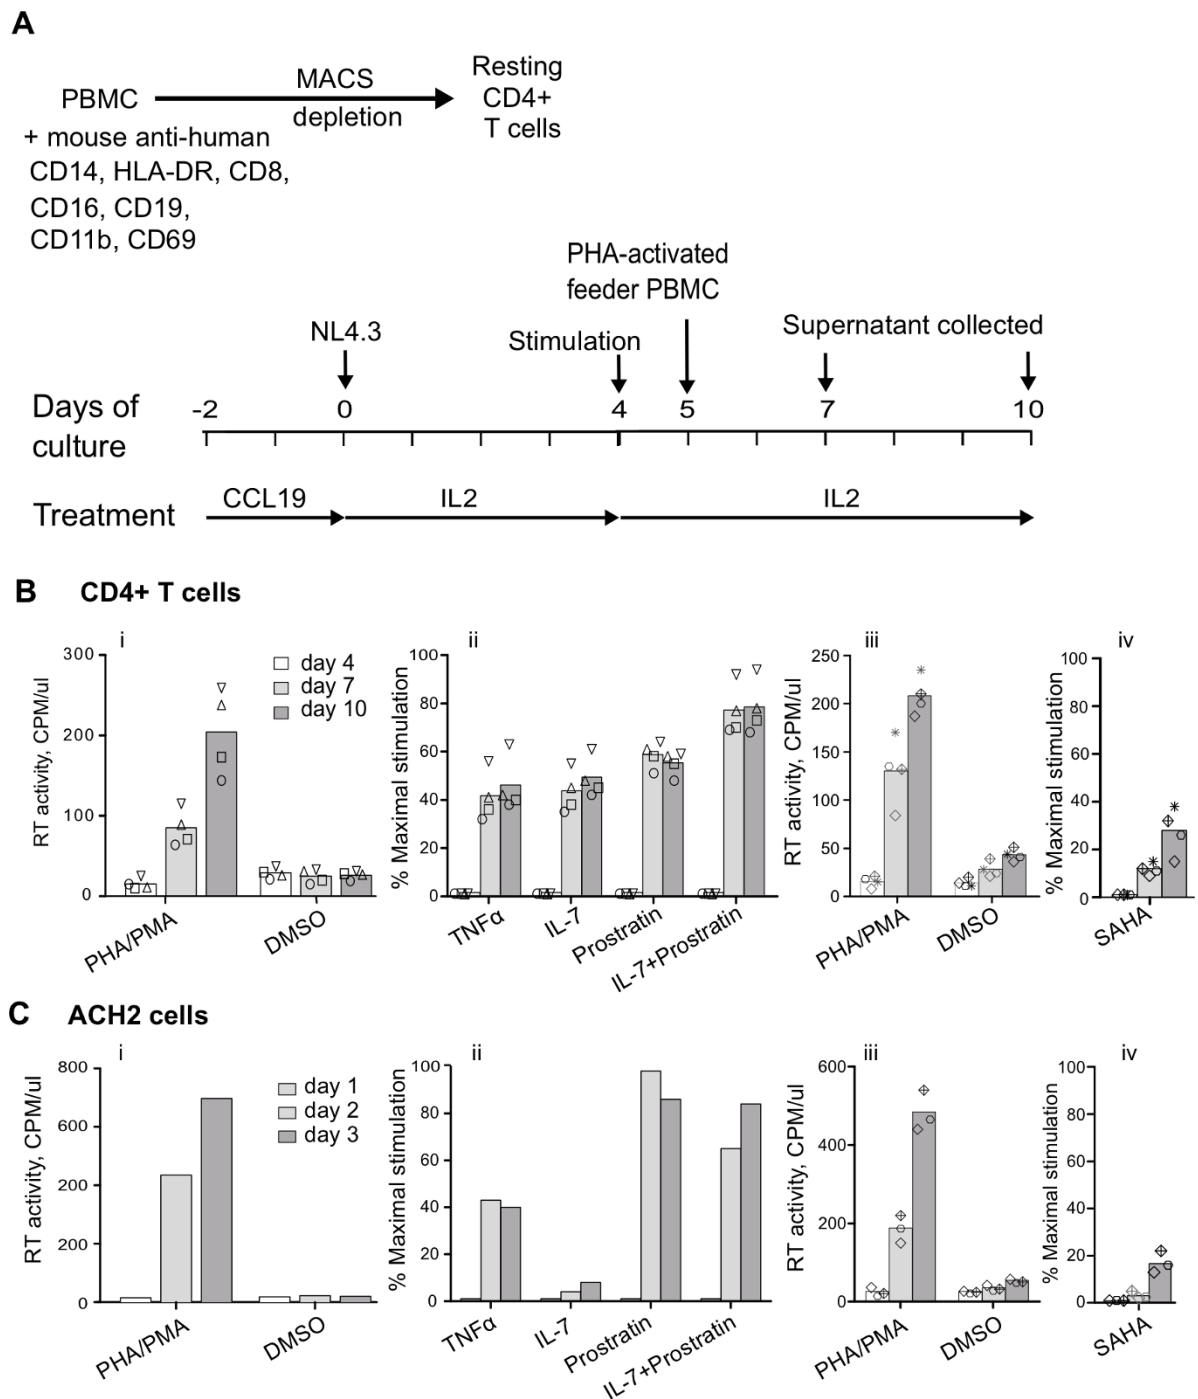 A
PBMC
MACS
depletion
Resting
CD4+
T cells
+ mouse anti-human
CD14, HLA-DR, CD8,
CD16, CD19,
CD11b, CD69
PHA-activated
feeder PBMC
NL4.3
Stimulation
Supernatant collected
Days of
culture
-2 0 4 5 7 10
Treatment
CCL19 IL2 IL2
B CD4+ T cells
i
RT activity, CPM/ul
300
200
100
0
day 4
day 7
day 10
PHA/PMA DMSO
ii
% Maximal stimulation
100
80
60
40
20
0
TNFα IL-7 Prostratin IL-7+Prostratin
iii
RT activity, CPM/ul
250
200
150
100
50
0
PHA/PMA DMSO
iv
% Maximal stimulation
100
80
60
40
20
0
SAHA
C ACH2 cells
i
RT activity, CPM/ul
800
600
200
200
0
day 1
day 2
day 3
PHA/PMA DMSO
ii
% Maximal stimulation
100
80
60
40
20
0
TNFα IL-7 Prostratin IL-7+Prostratin
iii
RT activity, CPM/ul
600
400
200
0
PHA/PMA DMSO
iv
% Maximal stimulation
100
80
60
40
20
0
SAHA